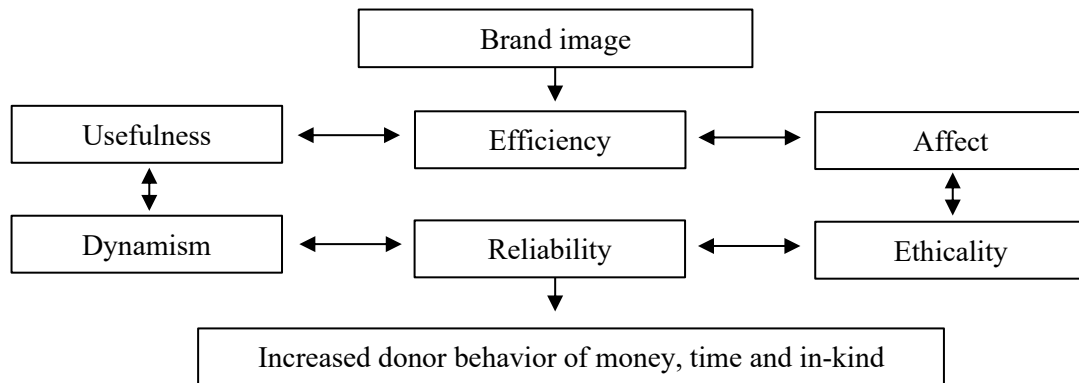 Brand image
Usefulness
Efficiency
Affect
Dynamism
Reliability
Ethicality
Increased donor behavior of money, time and in-kind